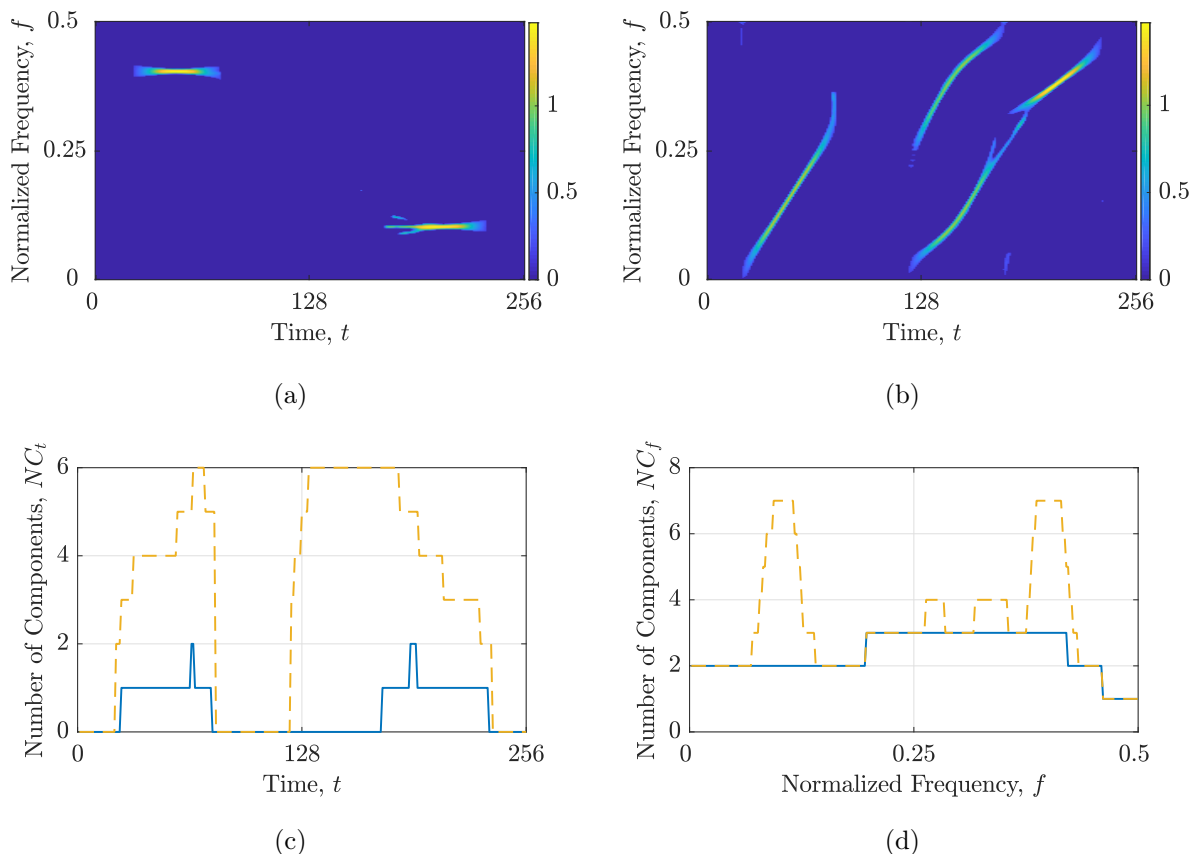 0.5
0.25
0
Normalized Frequency, f
0
128
256
Time, t
1
0.5
0
(a)
0.5
0.25
0
Normalized Frequency, f
0
128
256
Time, t
1
0.5
0
(b)
6
4
2
0
Number of Components, NC_t
0
128
256
Time, t
(c)
8
6
4
2
0
Number of Components, NC_f
0
0.25
0.5
Normalized Frequency, f
(d)